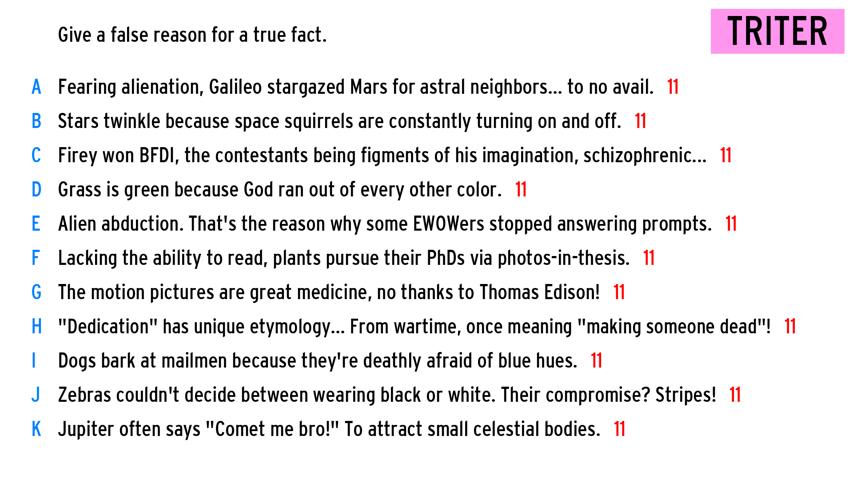 Give a false reason for a true fact.
TRITER
A Fearing alienation, Galileo stargazed Mars for astral neighbors... to no avail. 11
B Stars twinkle because space squirrels are constantly turning on and off. 11
C Firey won BFDI, the contestants being figments of his imagination, schizophrenic... 11
D Grass is green because God ran out of every other color. 11
E Alien abduction. That's the reason why some EWOWers stopped answering prompts. 11
F Lacking the ability to read, plants pursue their PhDs via photos-in-thesis. 11
G The motion pictures are great medicine, no thanks to Thomas Edison! 11
H "Dedication" has unique etymology... From wartime, once meaning "making someone dead"! 11
I Dogs bark at mailmen because they're deathly afraid of blue hues. 11
J Zebras couldn't decide between wearing black or white. Their compromise? Stripes! 11
K Jupiter often says "Comet me bro!" To attract small celestial bodies. 11